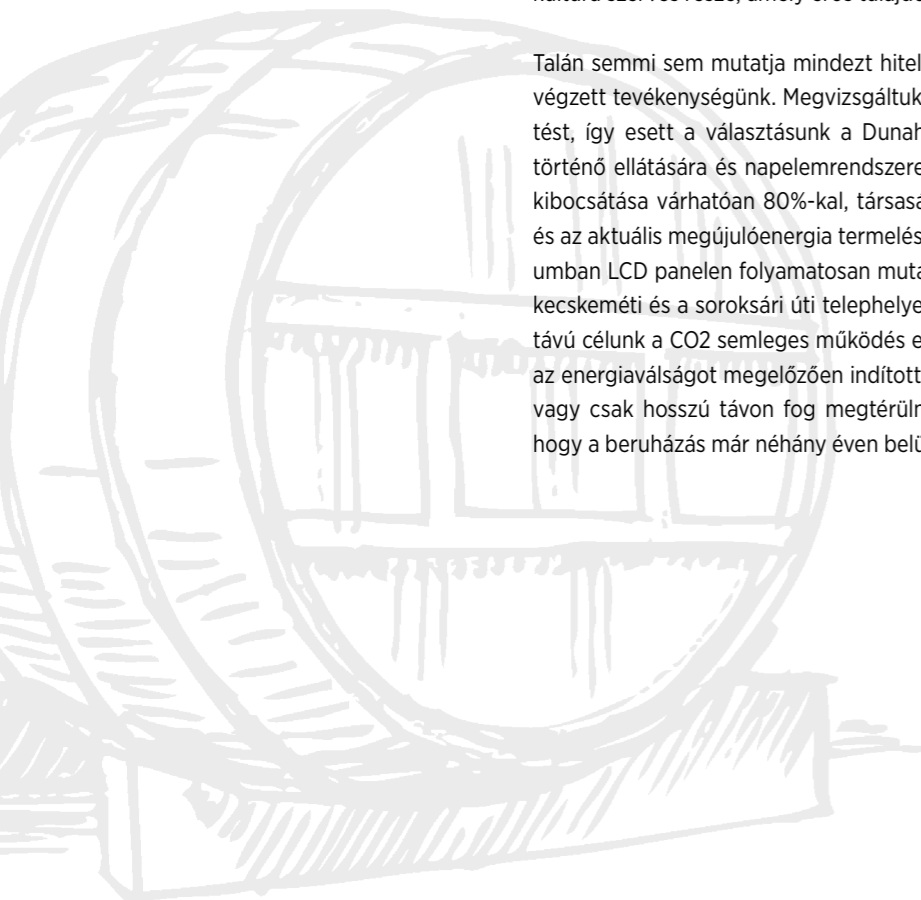 Talán semmi sem mutatja mindezt hitel
végzett tevékenységünk. Megvizsgáltuk
tést, így esett a választásunk a Dunah
történő ellátására és napelemrendszere
kibocsátása várhatóan 80%-kal, társasá
és az aktuális megújulóenergia termelés
umban LCD panelen folyamatosan muta
kecskeméti és a soroksári úti telephelye
távú célunk a CO2 semleges működés e
az energiaválságot megelőzően indított
vagy csak hosszú távon fog megtérüln
hogy a beruházás már néhány éven belü